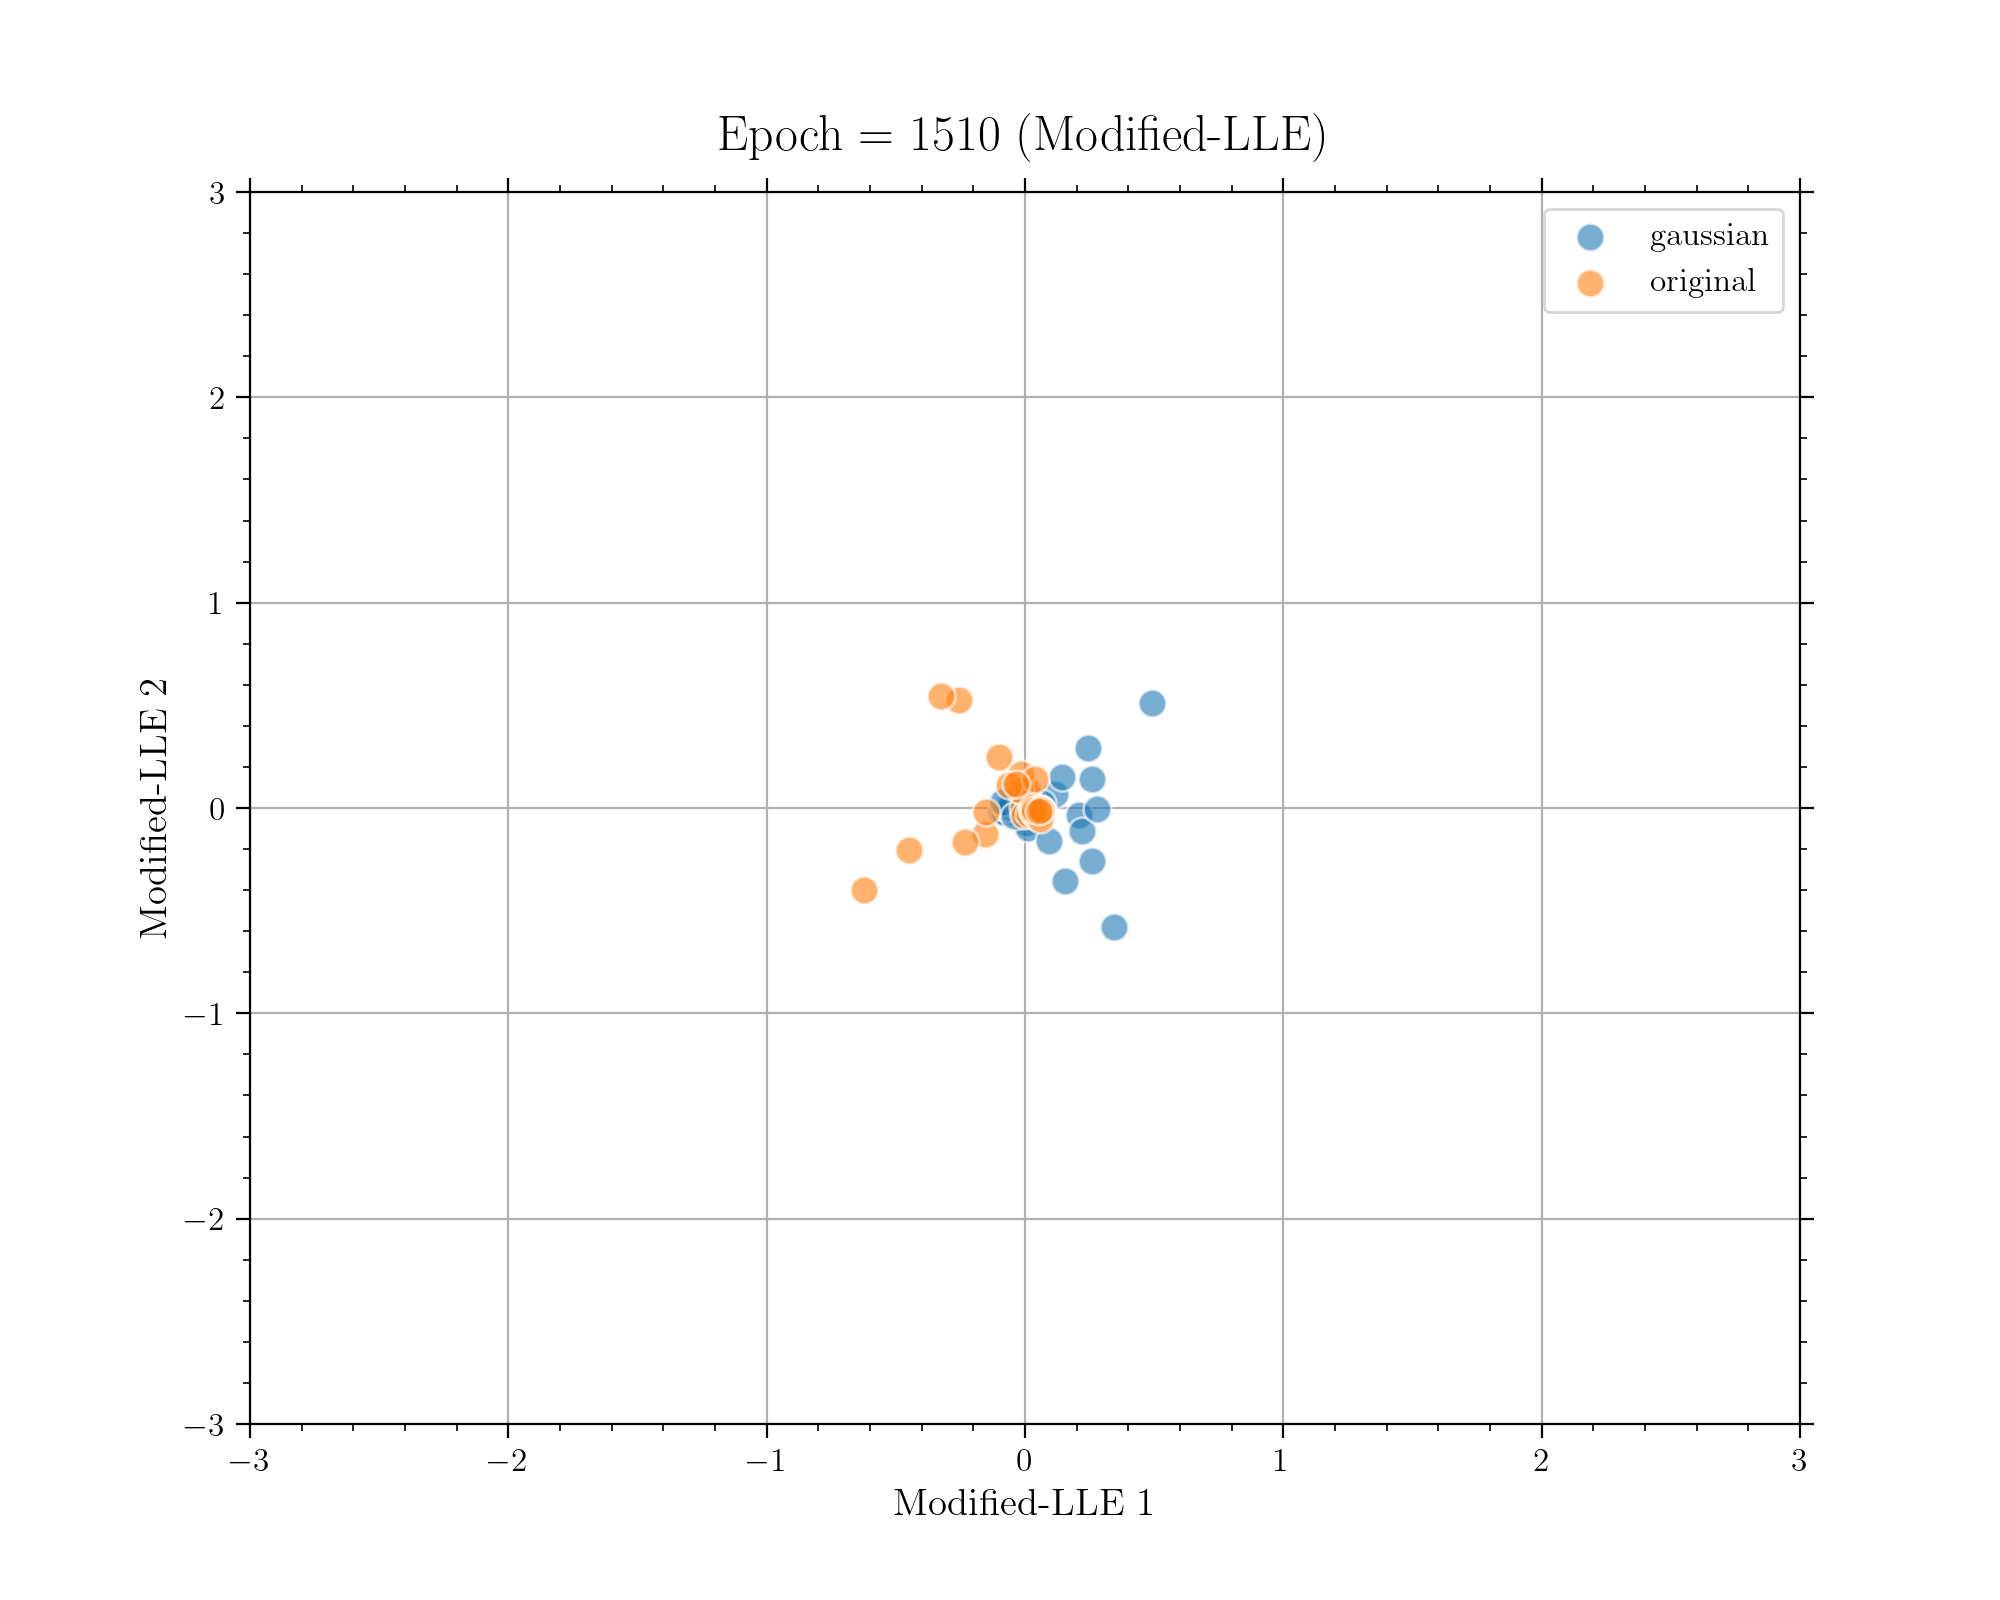 Epoch = 1510 (Modified-LLE)
gaussian
original
3
2
1
0
−1
−2
−3
Modified-LLE 2
−3
−2
−1
0
1
2
3
Modified-LLE 1